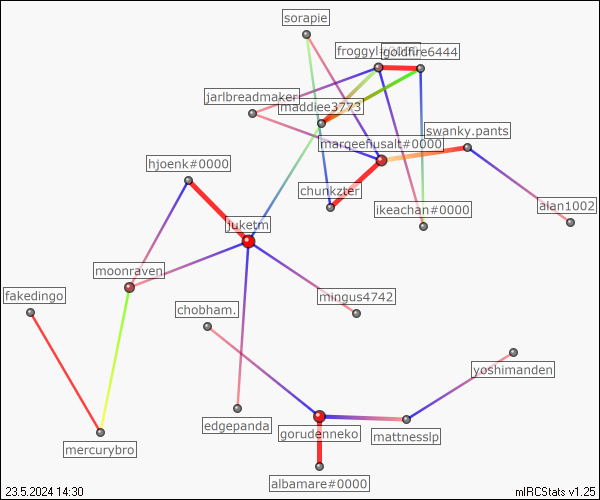 sorapie
froggyl
goldfire6444
jarlbreadmaker
maddiee3773
swanky.pants
marqeefiusalt#0000
hjoenk#0000
chunkzter
alan1002
ikeachan#0000
juketm
moonraven
fakedingo
mingus4742
chobham.
yoshimanden
edgepanda
gorudenneko
mattnesslp
mercurybro
albamare#0000
23.5.2024 14:30
mIRCStats v1.25